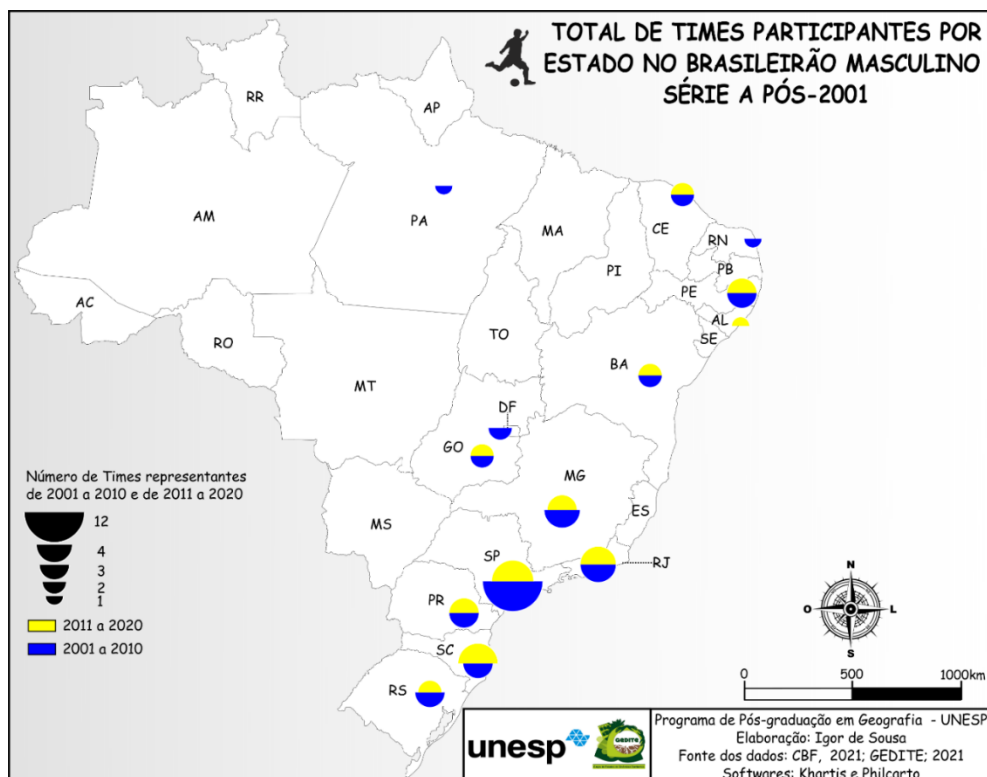 TOTAL DE TIMES PARTICIPANTES POR
ESTADO NO BRASILEIRÃO MASCULINO
SÉRIE A PÓS-2001
RR
AP
AM
PA
MA
CE
RN
PB
PI
PE
AL
SE
AC
RO
TO
BA
MT
DF
GO
MG
ES
MS
SP
RJ
PR
SC
RS
Número de Times representantes
de 2001 a 2010 e de 2011 a 2020
12
4
3
2
1
2011 a 2020
2001 a 2010
N
O
L
S
0
500
1000km
unesp
GEDITE
Programa de Pós-graduação em Geografia - UNESP
Elaboração: Igor de Sousa
Fonte dos dados: CBF, 2021; GEDITE; 2021
Softwares: Khartis e Philcarto